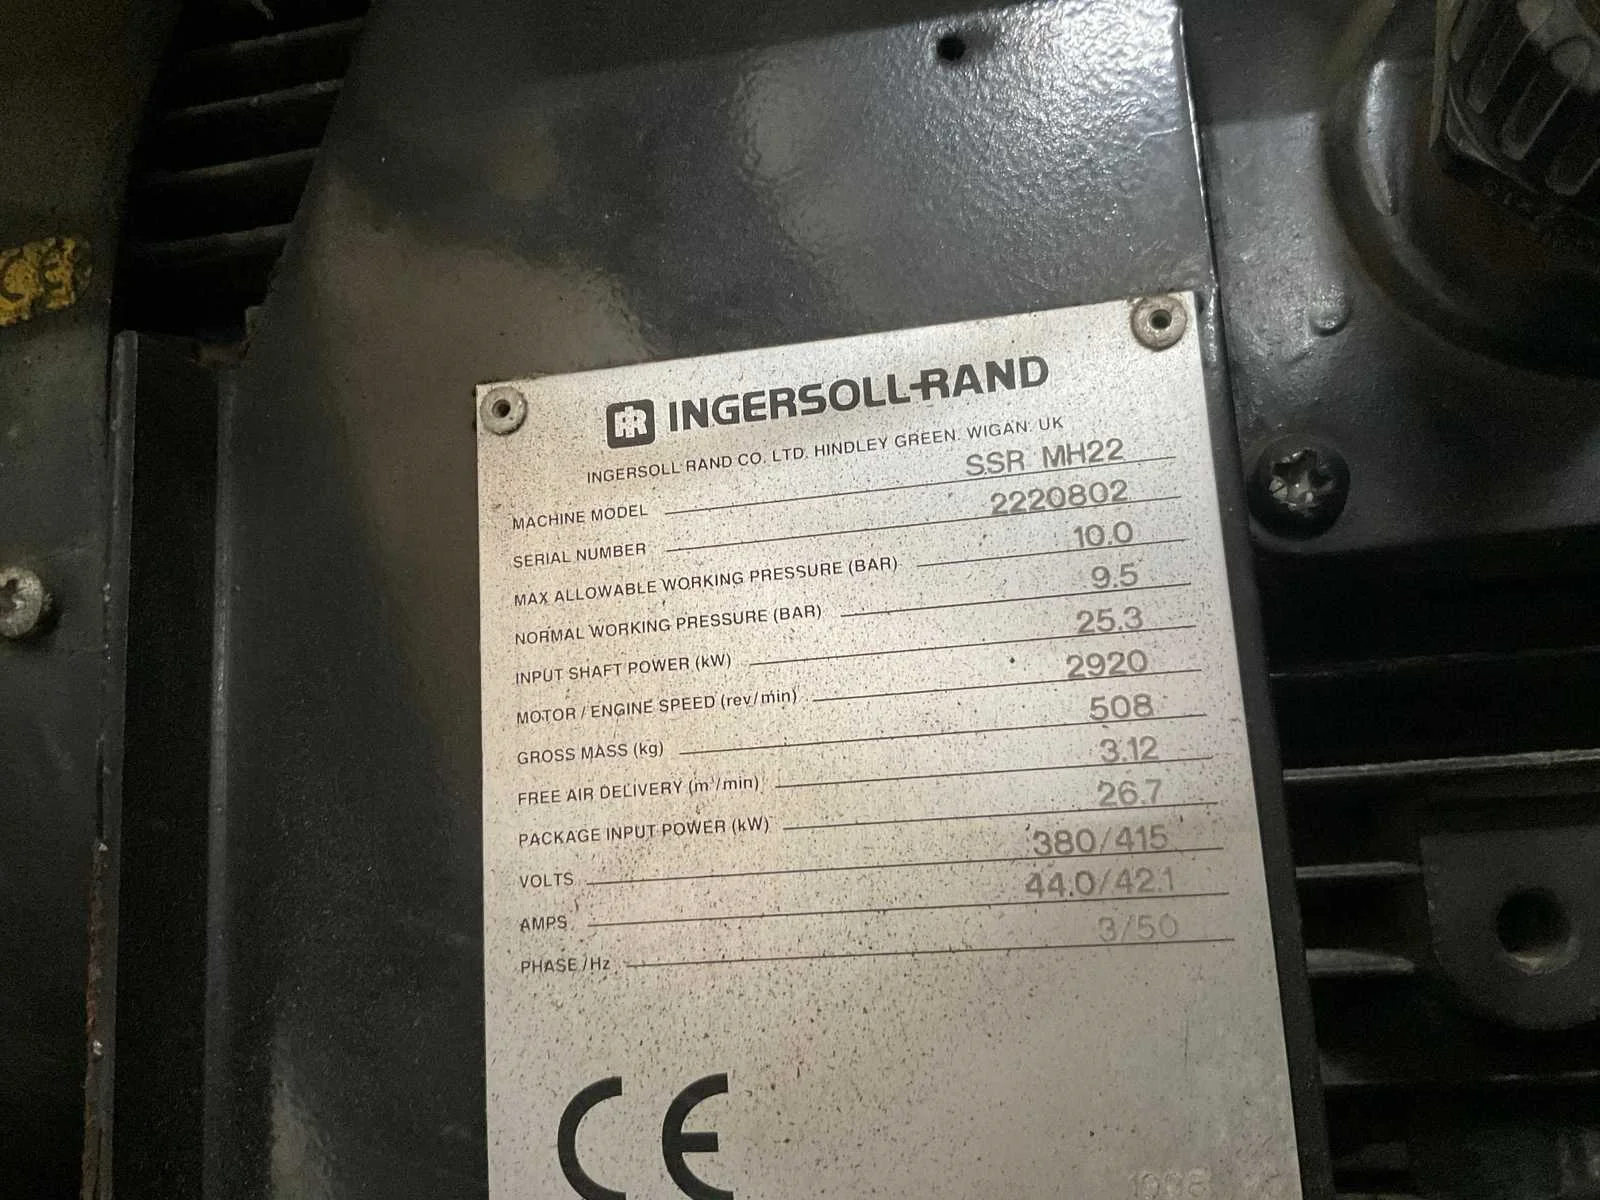 IR INGERSOLL-RAND
INGERSOLL-RAND CO. LTD. HINDLEY GREEN. WIGAN. UK
MACHINE MODEL SSR MH22
SERIAL NUMBER 2220802
MAX ALLOWABLE WORKING PRESSURE (BAR) 10.0
NORMAL WORKING PRESSURE (BAR) 9.5
INPUT SHAFT POWER (kW) 25.3
MOTOR / ENGINE SPEED (rev/min) 2920
GROSS MASS (kg) 508
FREE AIR DELIVERY (m³/min) 3.12
PACKAGE INPUT POWER (kW) 26.7
VOLTS 380/415
AMPS 44.0/42.1
PHASE/Hz 3/50
CE